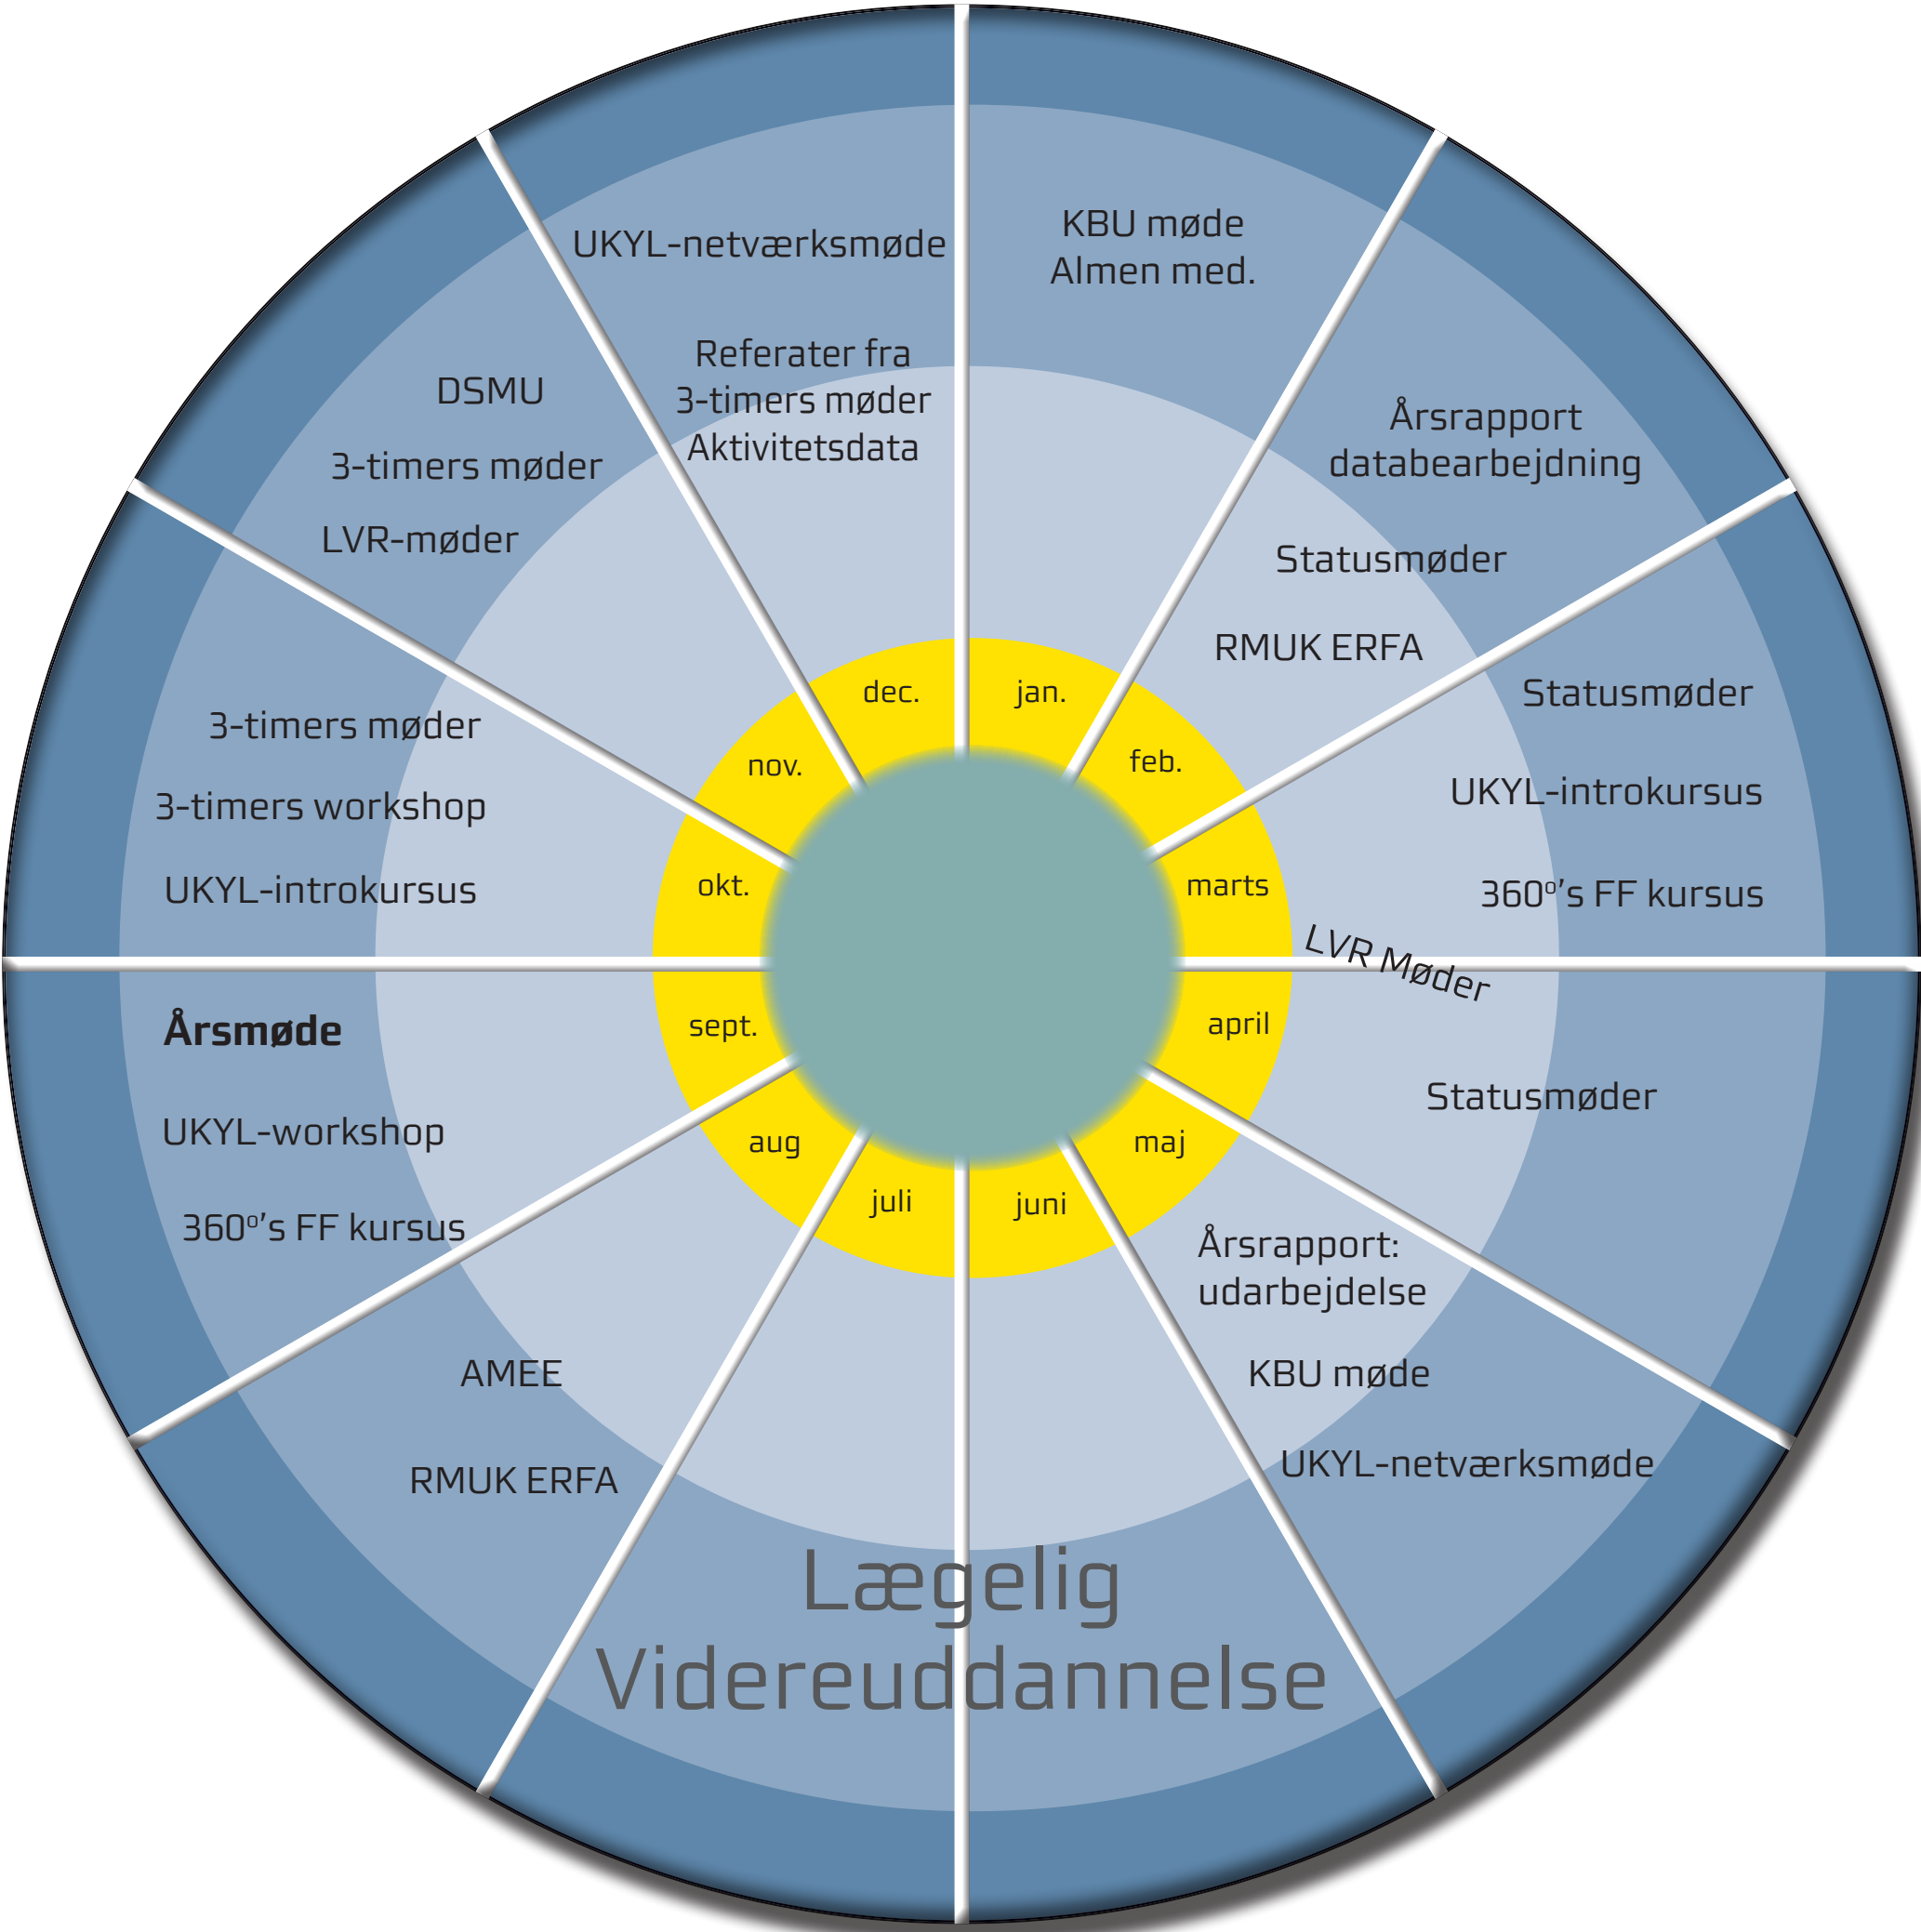 KBU møde
Almen med.
Årsrapport
databearbejdning
Statusmøder
RMUK ERFA
Statusmøder
UKYL-introkursus
360º's FF kursus
LVR Møder
Statusmøder
Årsrapport:
udarbejdelse
KBU møde
UKYL-netværksmøde
AMEE
RMUK ERFA
Årsmøde
UKYL-workshop
360º's FF kursus
3-timers møder
3-timers workshop
UKYL-introkursus
DSMU
3-timers møder
LVR-møder
UKYL-netværksmøde
Referater fra
3-timers møder
Aktivitetsdata
jan.
feb.
marts
april
maj
juni
juli
aug
sept.
okt.
nov.
dec.
Lægelig
Videreuddannelse